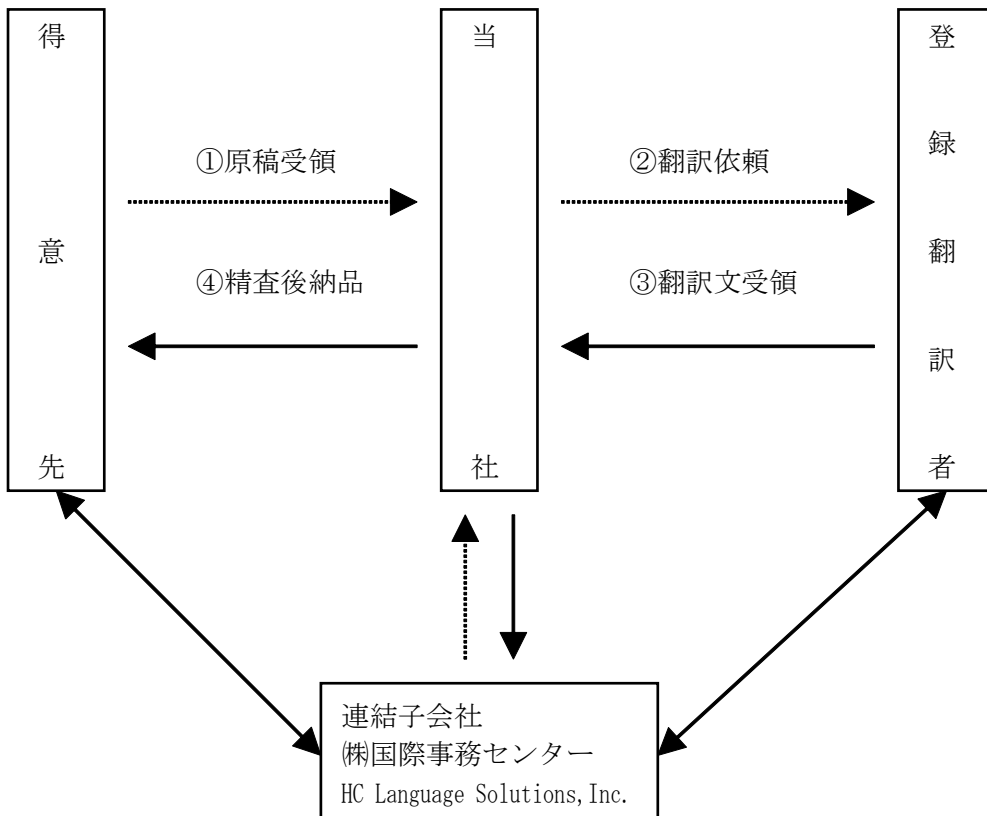 得意先
当社
登録翻訳者
①原稿受領
②翻訳依頼
④精査後納品
③翻訳文受領
連結子会社
㈱国際事務センター
HC Language Solutions,Inc.